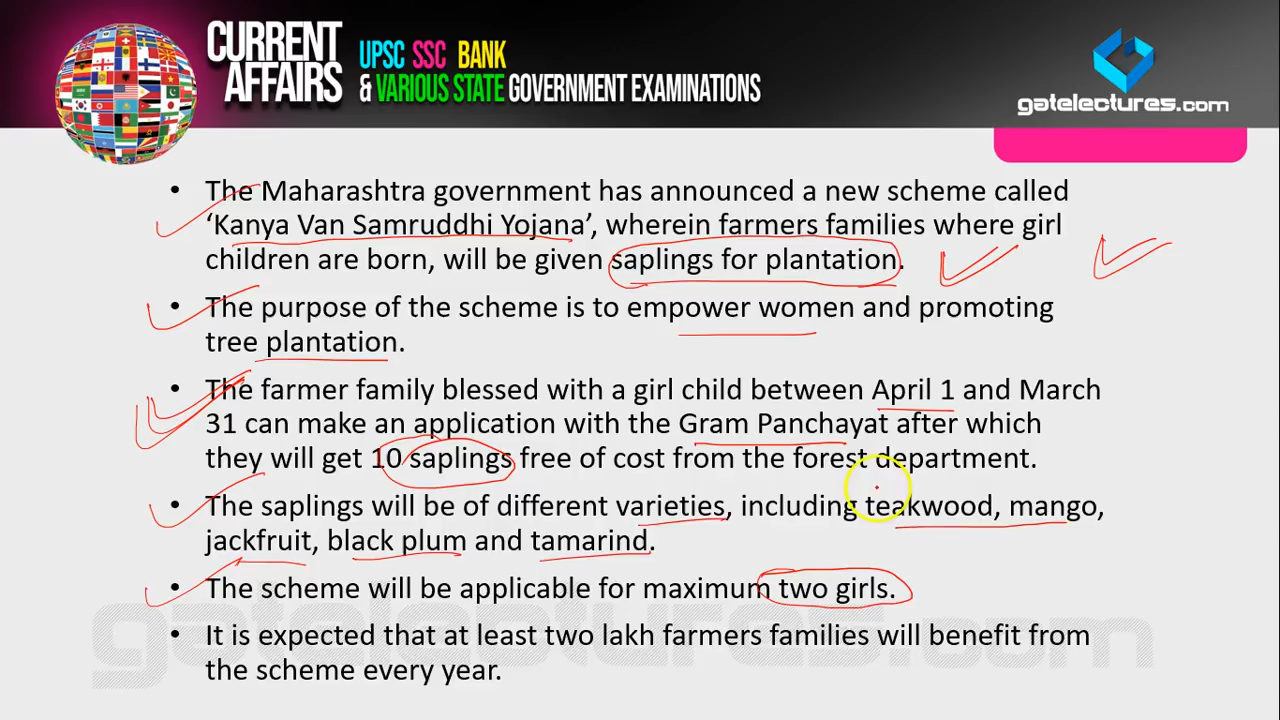 CURRENT
AFFAIRS
UPSC SSC BANK
& VARIOUS STATE GOVERNMENT EXAMINATIONS
gatelectures.com
• The Maharashtra government has announced a new scheme called
‘Kanya Van Samruddhi Yojana’, wherein farmers families where girl
children are born, will be given saplings for plantation.
• The purpose of the scheme is to empower women and promoting
tree plantation.
• The farmer family blessed with a girl child between April 1 and March
31 can make an application with the Gram Panchayat after which
they will get 10 saplings free of cost from the forest department.
• The saplings will be of different varieties, including teakwood, mango,
jackfruit, black plum and tamarind.
• The scheme will be applicable for maximum two girls.
• It is expected that at least two lakh farmers families will benefit from
the scheme every year.
gatelectures.com